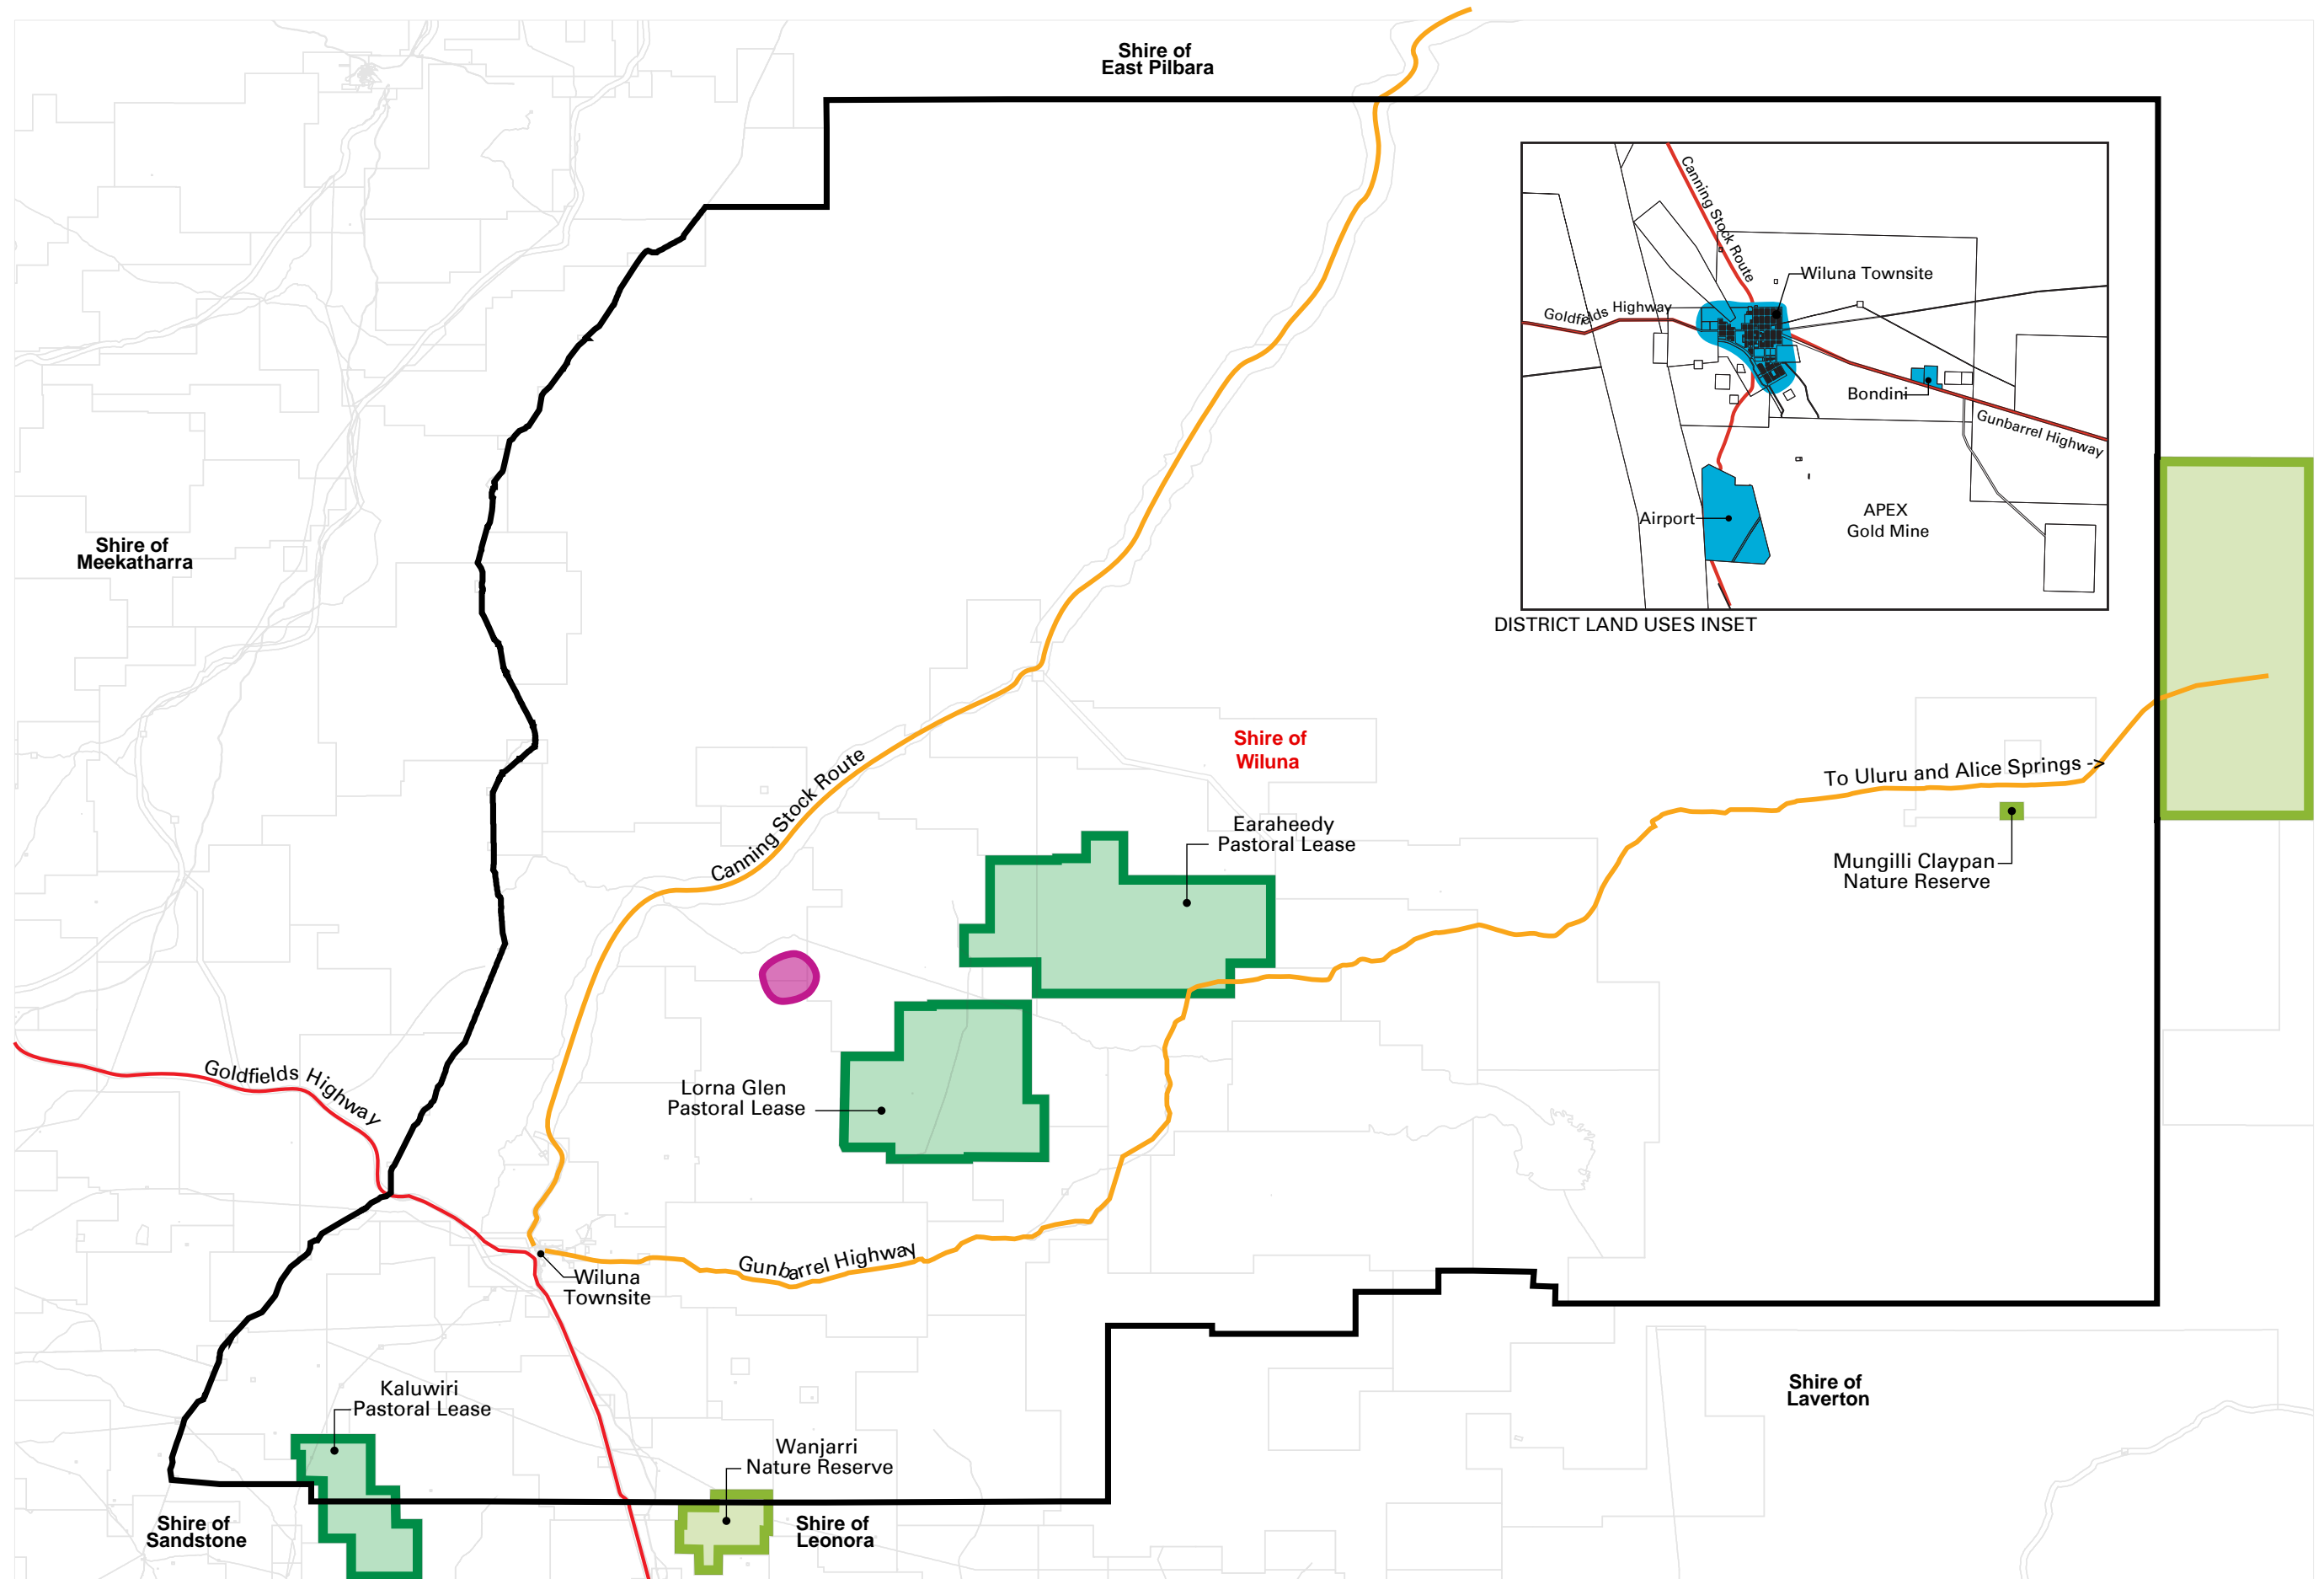 Shire of
East Pilbara
Canning Stock Route
Wiluna Townsite
Goldfields Highway
Bondini
Gunbarrel Highway
Airport
APEX
Gold Mine
DISTRICT LAND USES INSET
Shire of
Meekatharra
Shire of
Wiluna
Canning Stock Route
To Uluru and Alice Springs ->
Earaheedy
Pastoral Lease
Mungilli Claypan
Nature Reserve
Goldfields Highway
Lorna Glen
Pastoral Lease
Gunbarrel Highway
Wiluna
Townsite
Kaluwiri
Pastoral Lease
Shire of
Laverton
Wanjarri
Nature Reserve
Shire of
Sandstone
Shire of
Leonora